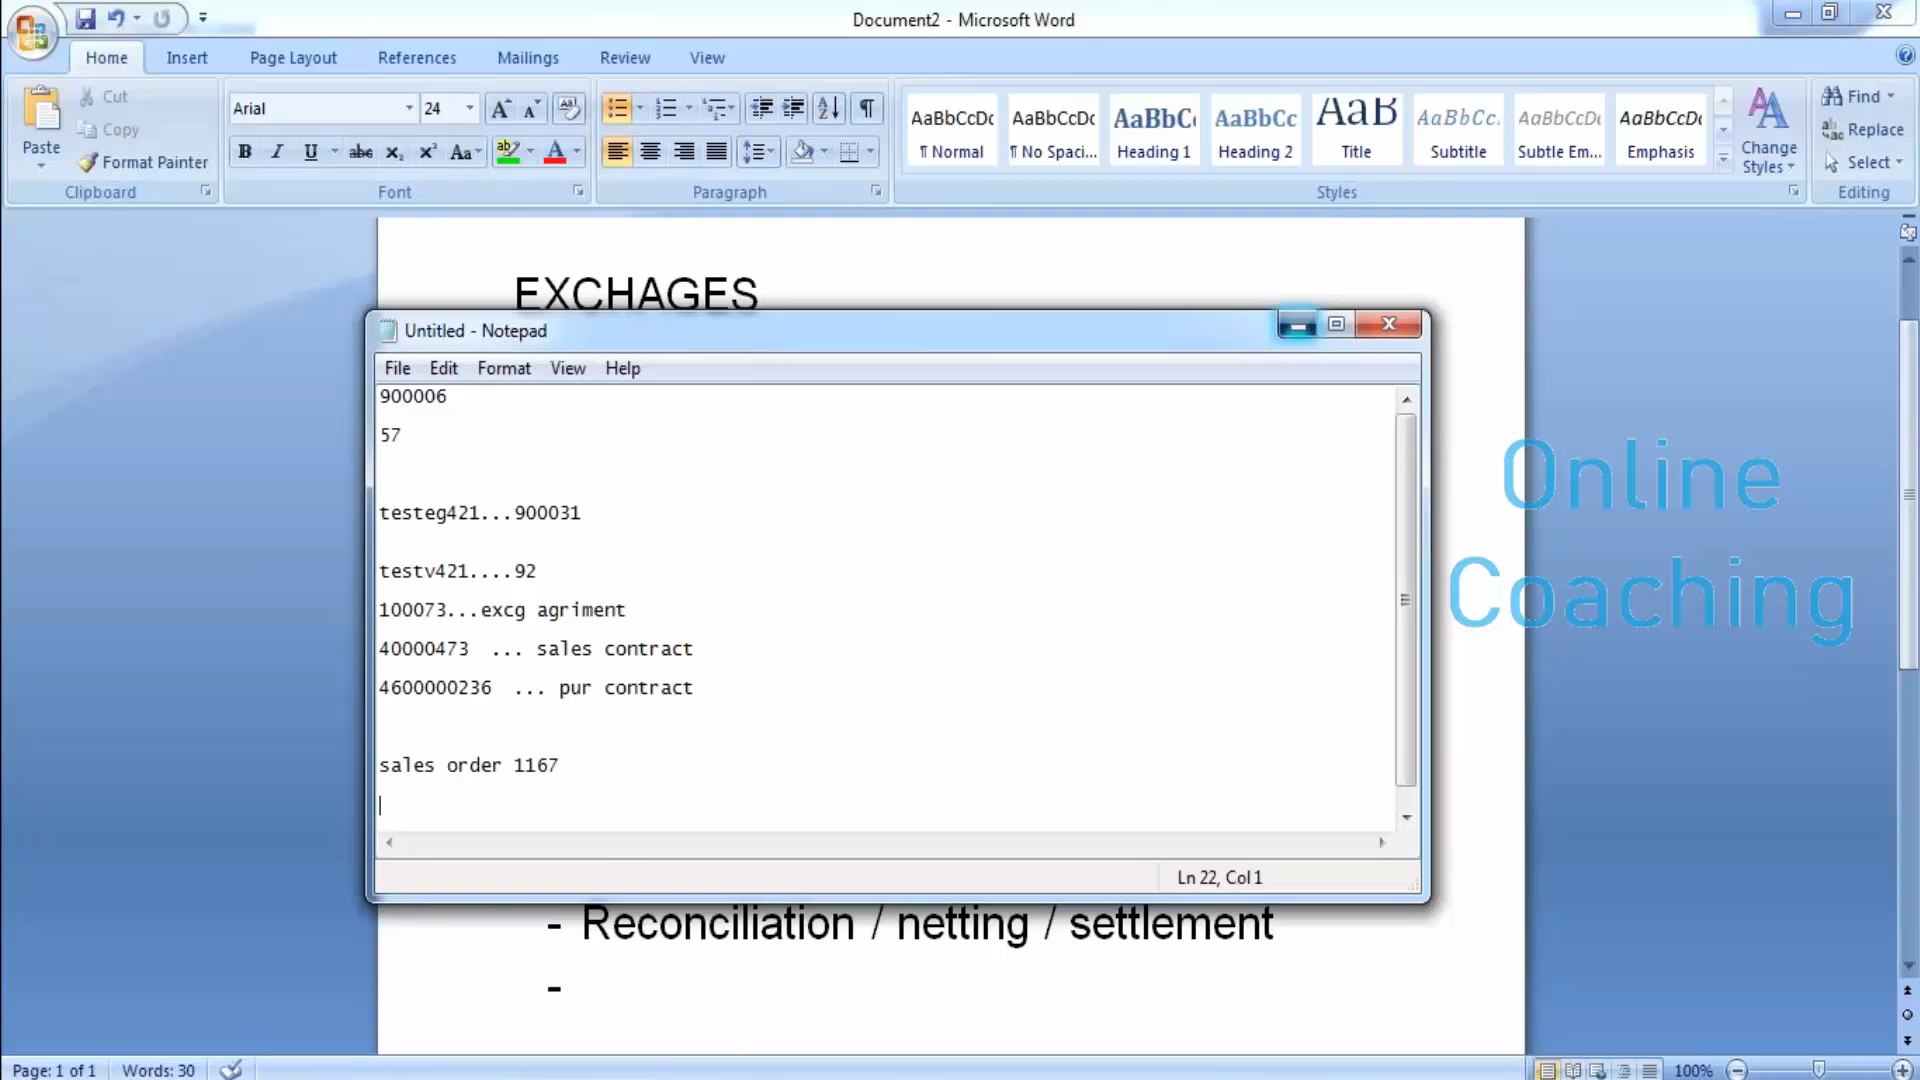 Document2 - Microsoft Word
Home Insert Page Layout References Mailings Review View
Paste
Cut
Copy
Format Painter
Clipboard
Arial 24
B I U abc X₂ X² Aa
Font
Paragraph
AaBbCcDc AaBbCcDc AaBbC AaBbCc AaB AaBbCc. AaBbCcDc AaBbCcDc
¶ Normal ¶ No Spaci... Heading 1 Heading 2 Title Subtitle Subtle Em... Emphasis
Change
Styles
Styles
Find
Replace
Select
Editing
EXCHAGES
Untitled - Notepad
File Edit Format View Help
900006
57
testeg421...900031
testv421....92
100073...excg agriment
40000473 ... sales contract
4600000236 ... pur contract
sales order 1167
Ln 22, Col 1
Online
Coaching
- Reconciliation / netting / settlement
-
Page: 1 of 1 Words: 30 100%